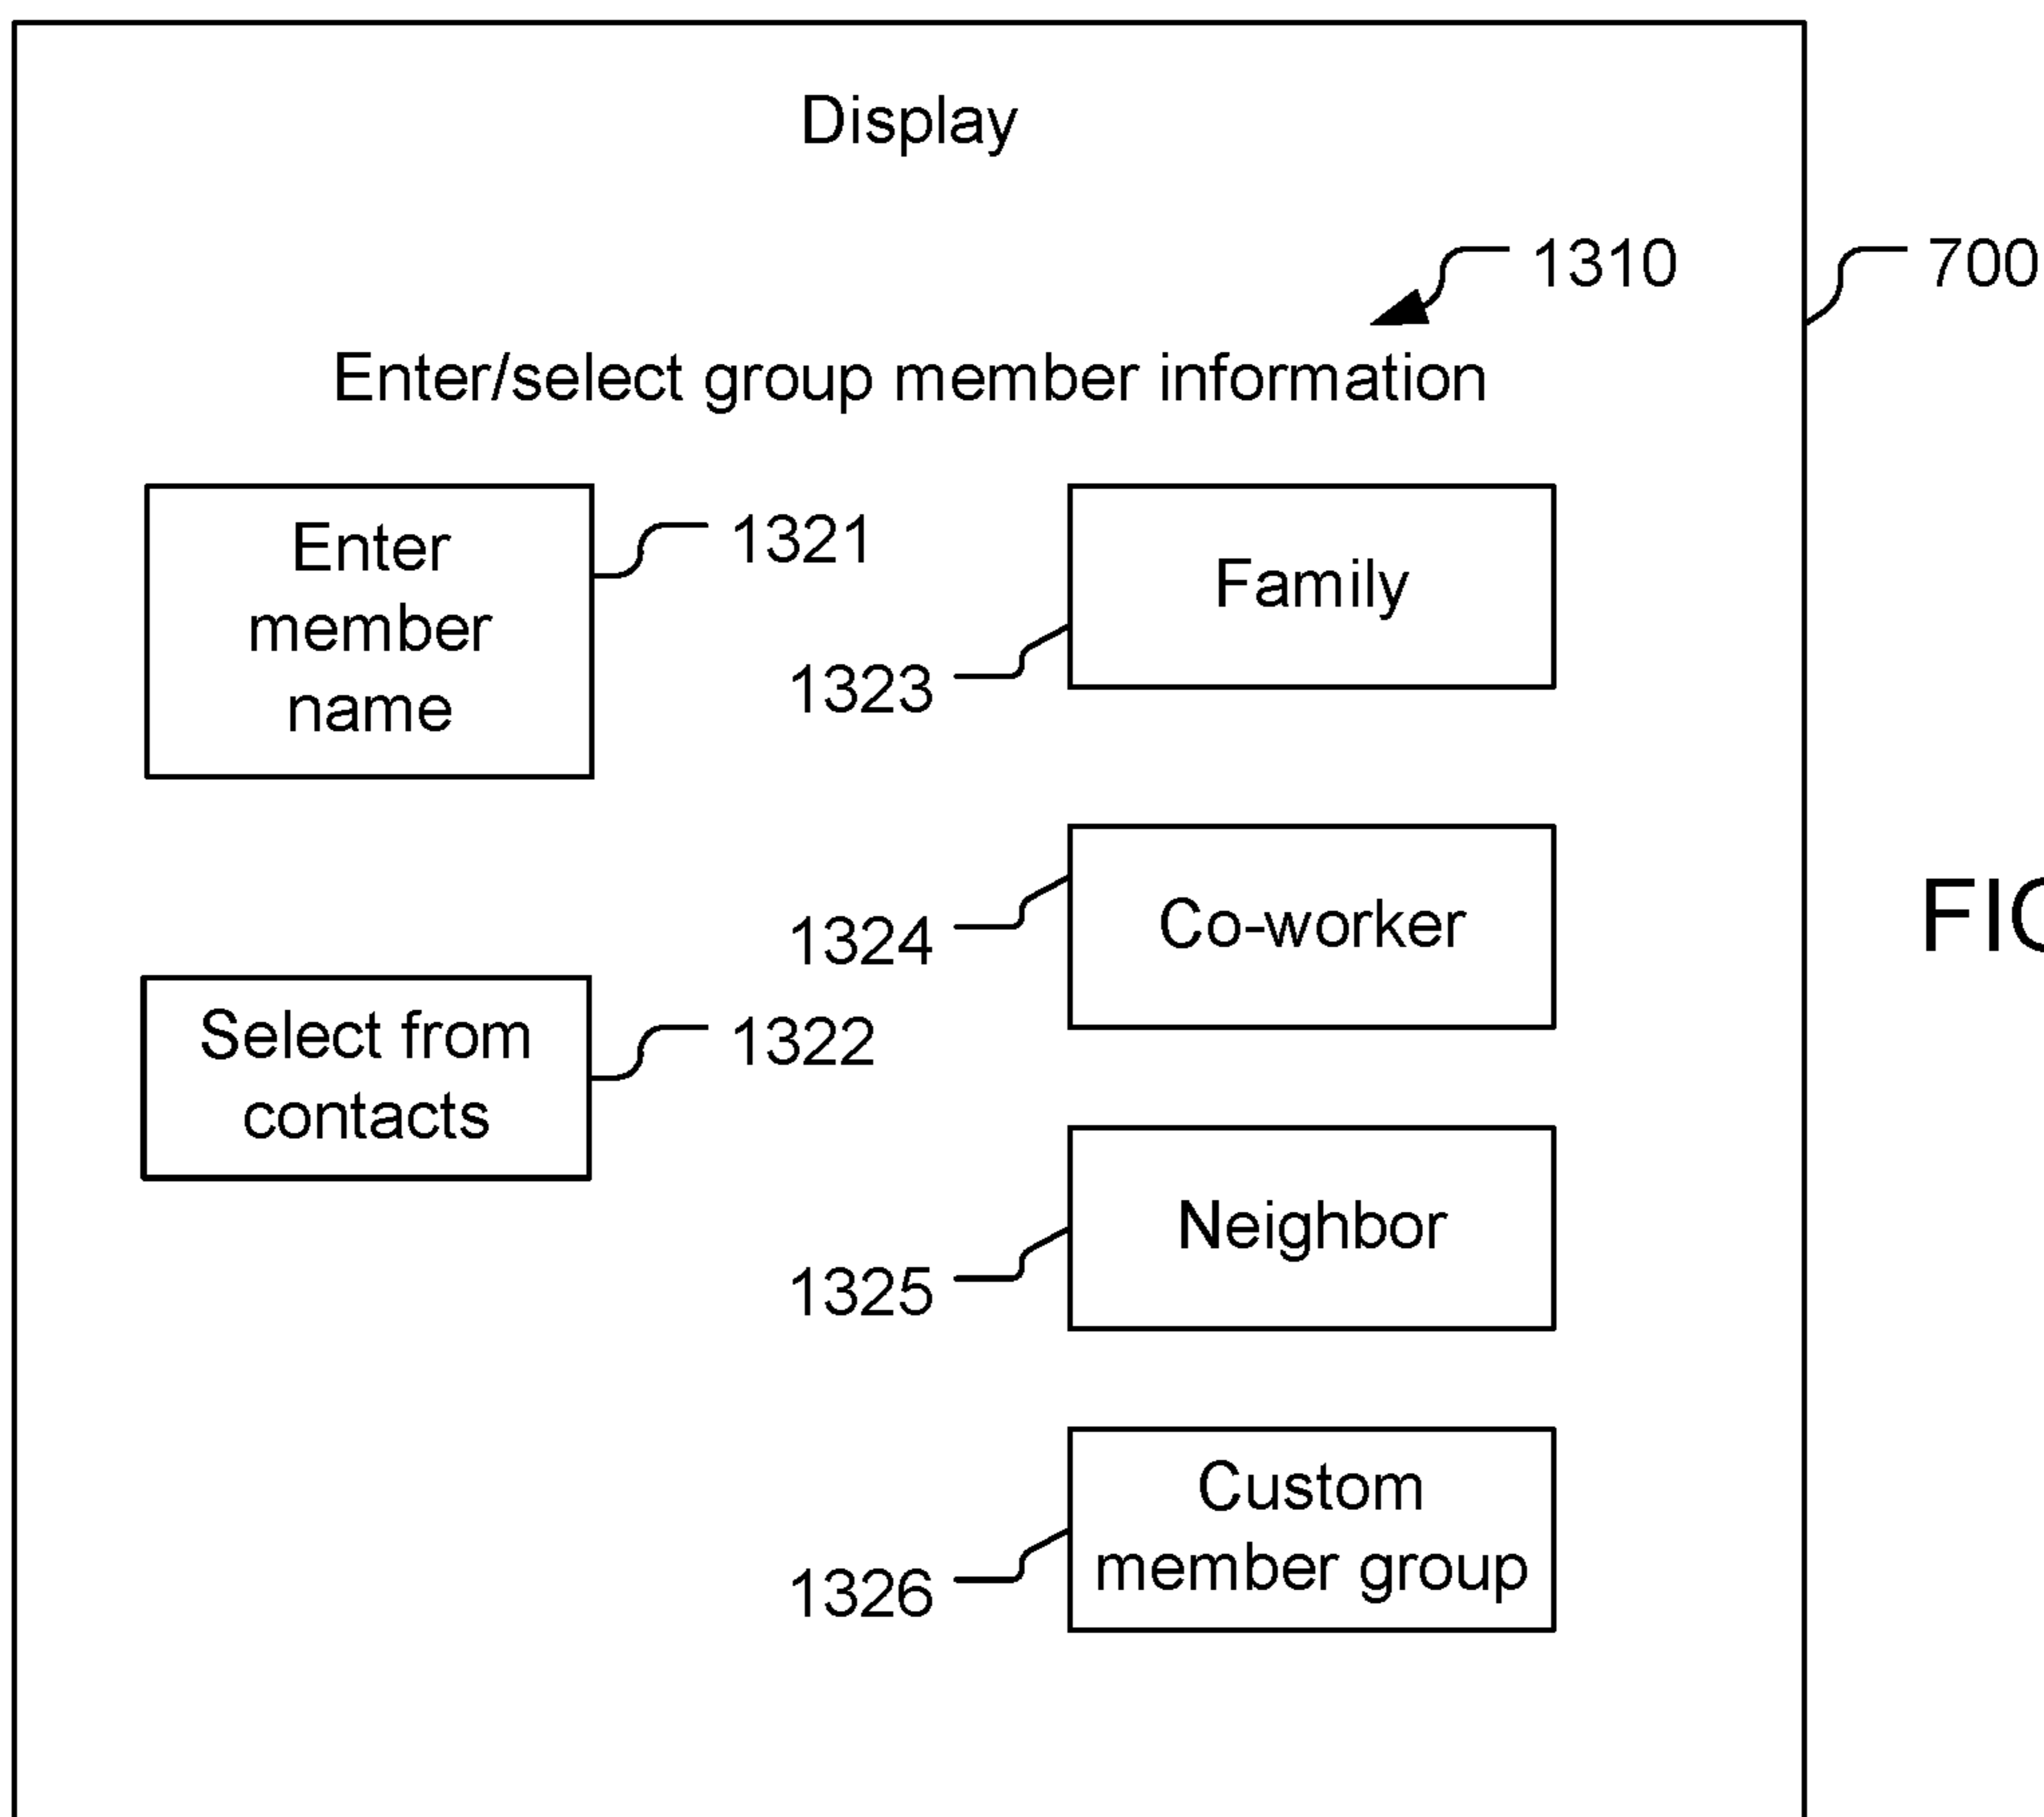 Display
1310
700
Enter/select group member information
Enter
member
name
1321
Family
1323
Co-worker
1324
Select from
contacts
1322
Neighbor
1325
Custom
member group
1326